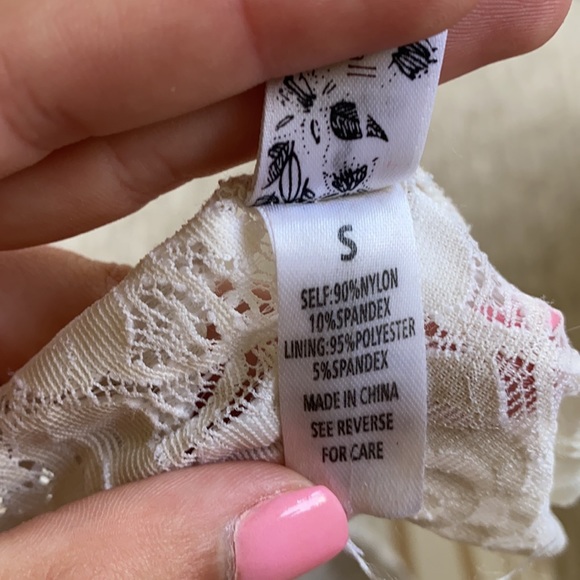 S
SELF:90%NYLON
10%SPANDEX
LINING:95%POLYESTER
5%SPANDEX
MADE IN CHINA
SEE REVERSE
FOR CARE